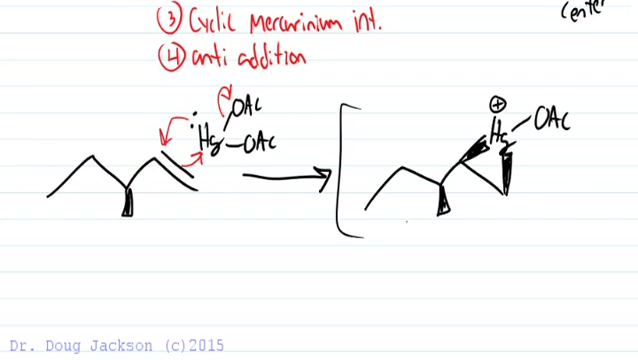 ③ Cyclic Mercurinium int.
center
④ anti addition
OAc
Hg
OAc
⊕
Hg
OAc
Dr. Doug Jackson (c)2015